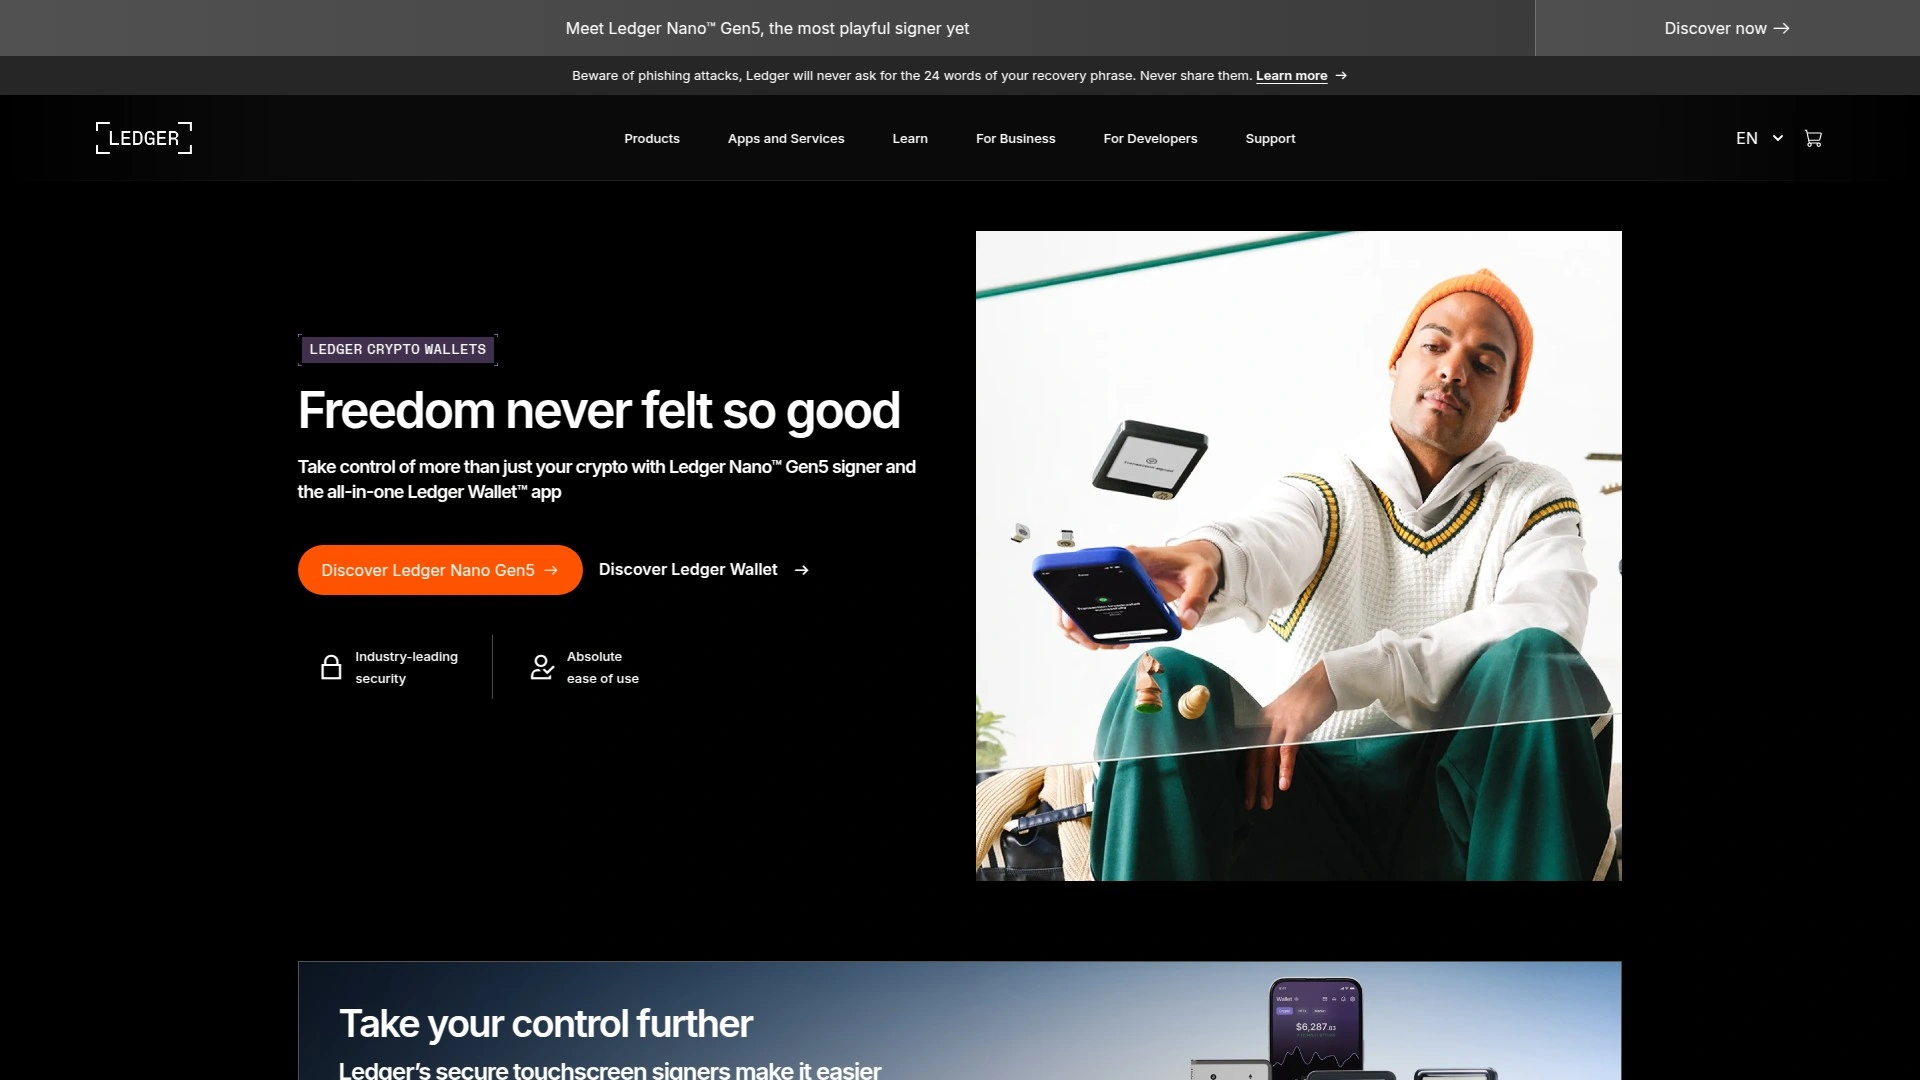 Meet Ledger Nano™ Gen5, the most playful signer yet
Discover now →
Beware of phishing attacks, Ledger will never ask for the 24 words of your recovery phrase. Never share them. Learn more →
LEDGER
Products
Apps and Services
Learn
For Business
For Developers
Support
EN
LEDGER CRYPTO WALLETS
Freedom never felt so good
Take control of more than just your crypto with Ledger Nano™ Gen5 signer and
the all-in-one Ledger Wallet™ app
Discover Ledger Nano Gen5 →
Discover Ledger Wallet →
Industry-leading
security
Absolute
ease of use
Take your control further
Ledger's secure touchscreen signers make it easier
Wallet
$6,287.83